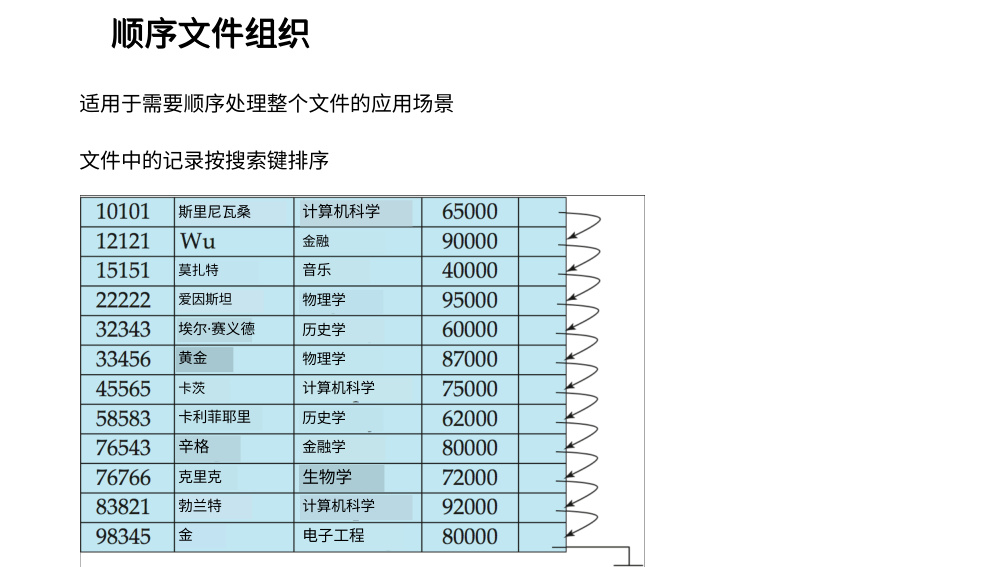 顺序文件组织
适用于需要顺序处理整个文件的应用场景
文件中的记录按搜索键排序
10101 斯里尼瓦桑 计算机科学 65000
12121 Wu 金融 90000
15151 莫扎特 音乐 40000
22222 爱因斯坦 物理学 95000
32343 埃尔·赛义德 历史学 60000
33456 黄金 物理学 87000
45565 卡茨 计算机科学 75000
58583 卡利菲耶里 历史学 62000
76543 辛格 金融学 80000
76766 克里克 生物学 72000
83821 勃兰特 计算机科学 92000
98345 金 电子工程 80000